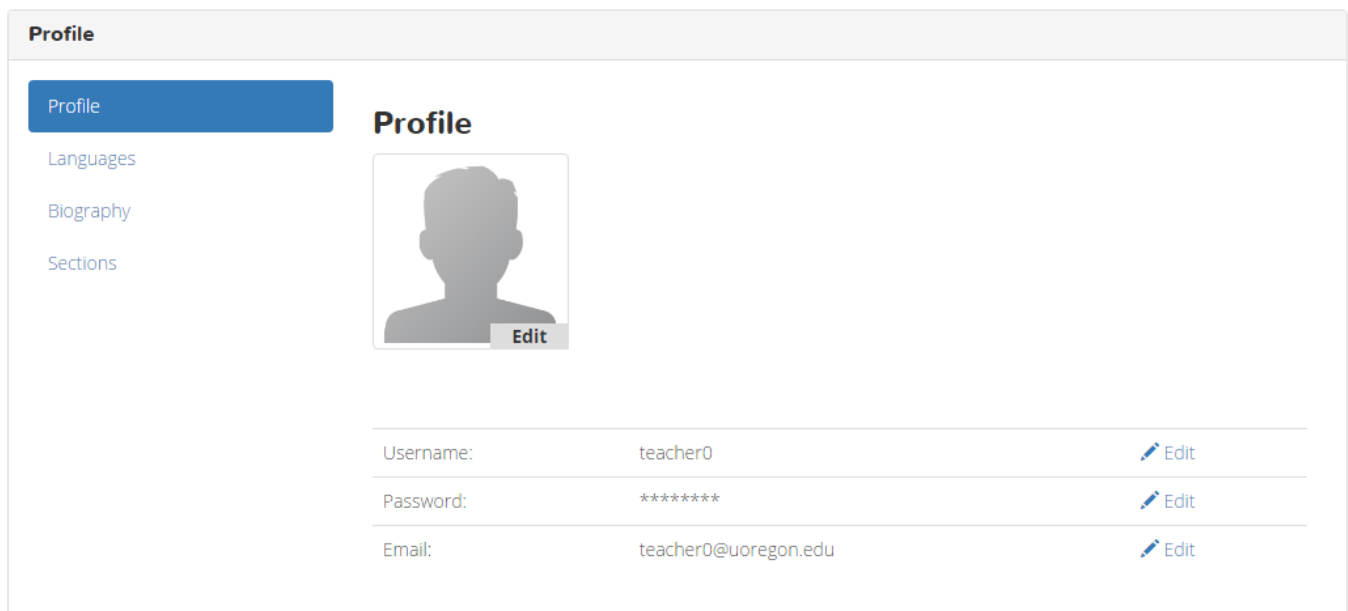 Profile
Profile
Languages
Biography
Sections
Profile
Edit
Username: teacher0 Edit
Password: ******** Edit
Email: teacher0@uoregon.edu Edit